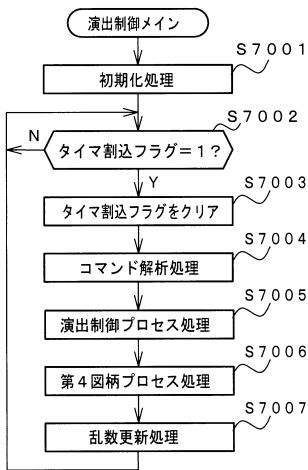 演出制御メイン
S7001
初期化処理
S7002
N
タイマ割込フラグ＝1？
Y
S7003
タイマ割込フラグをクリア
S7004
コマンド解析処理
S7005
演出制御プロセス処理
S7006
第4図柄プロセス処理
S7007
乱数更新処理